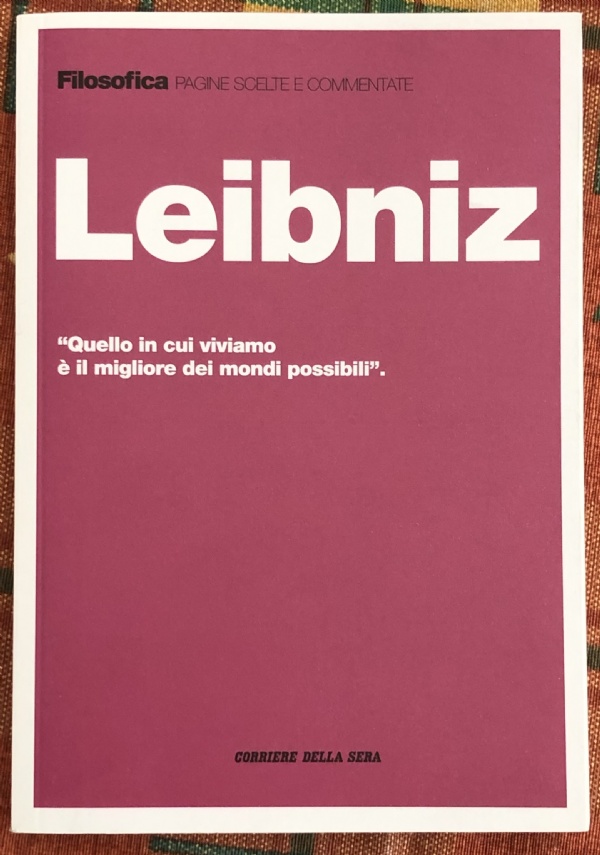 Filosofica PAGINE SCELTE E COMMENTATE
Leibniz
“Quello in cui viviamo
è il migliore dei mondi possibili”.
CORRIERE DELLA SERA